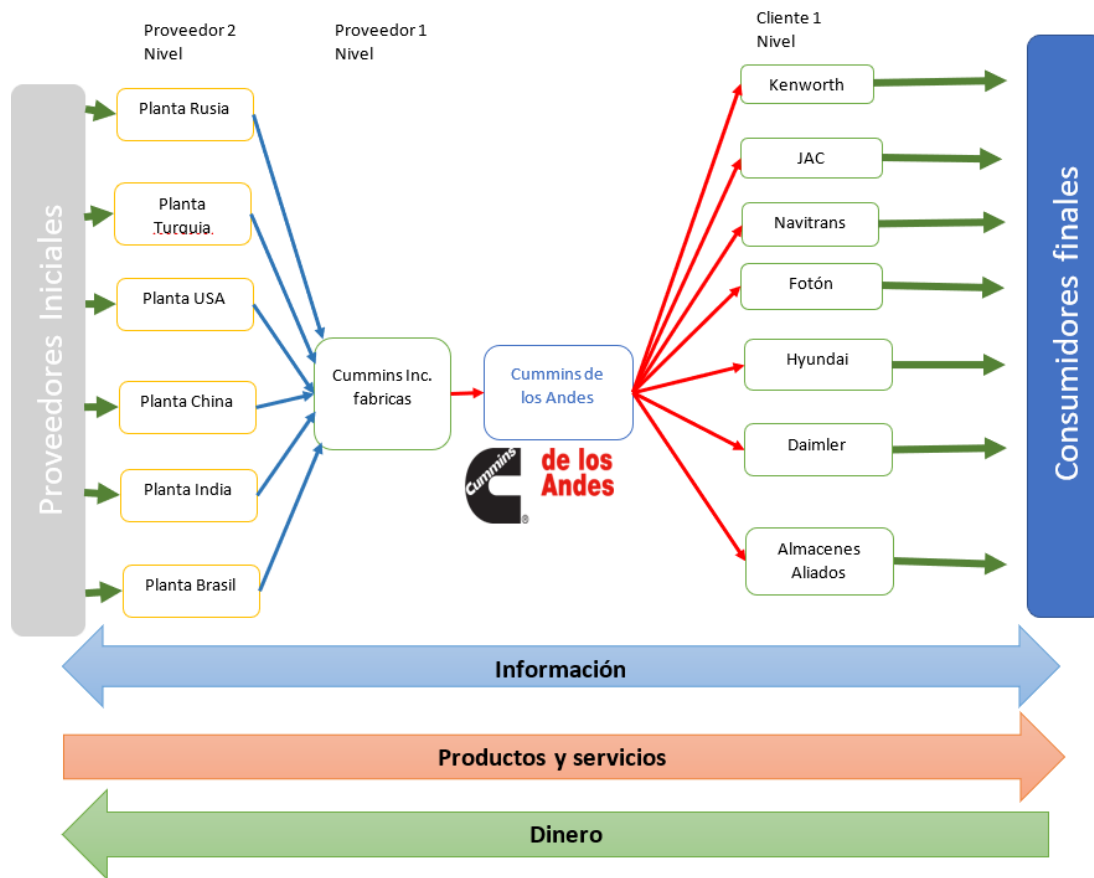 Proveedor 2
Nivel
Proveedor 1
Nivel
Cliente 1
Nivel
Proveedores Iniciales
Planta Rusia
Planta
Turquia
Planta USA
Planta China
Planta India
Planta Brasil
Cummins Inc.
fabricas
Cummins de
los Andes
Cummins
®
de los
Andes
Kenworth
JAC
Navitrans
Fotón
Hyundai
Daimler
Almacenes
Aliados
Consumidores finales
Información
Productos y servicios
Dinero